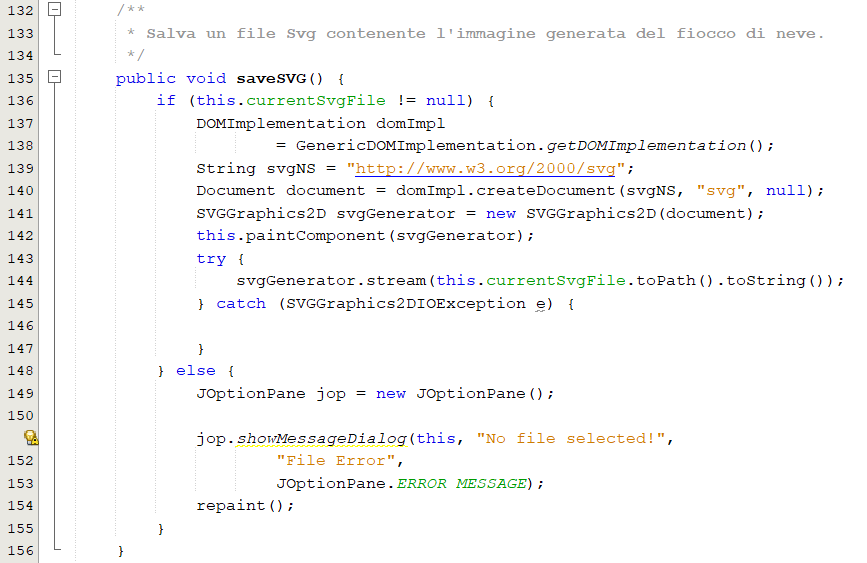 132 /**
133 * Salva un file Svg contenente l'immagine generata del fiocco di neve.
134 */
135 public void saveSVG() {
136 if (this.currentSvgFile != null) {
137 DOMImplementation domImpl
138 = GenericDOMImplementation.getDOMImplementation();
139 String svgNS = "http://www.w3.org/2000/svg";
140 Document document = domImpl.createDocument(svgNS, "svg", null);
141 SVGGraphics2D svgGenerator = new SVGGraphics2D(document);
142 this.paintComponent(svgGenerator);
143 try {
144 svgGenerator.stream(this.currentSvgFile.toPath().toString());
145 } catch (SVGGraphics2DIOException e) {
146
147 }
148 } else {
149 JOptionPane jop = new JOptionPane();
150
jop.showMessageDialog(this, "No file selected!",
152 "File Error",
153 JOptionPane.ERROR_MESSAGE);
154 repaint();
155 }
156 }